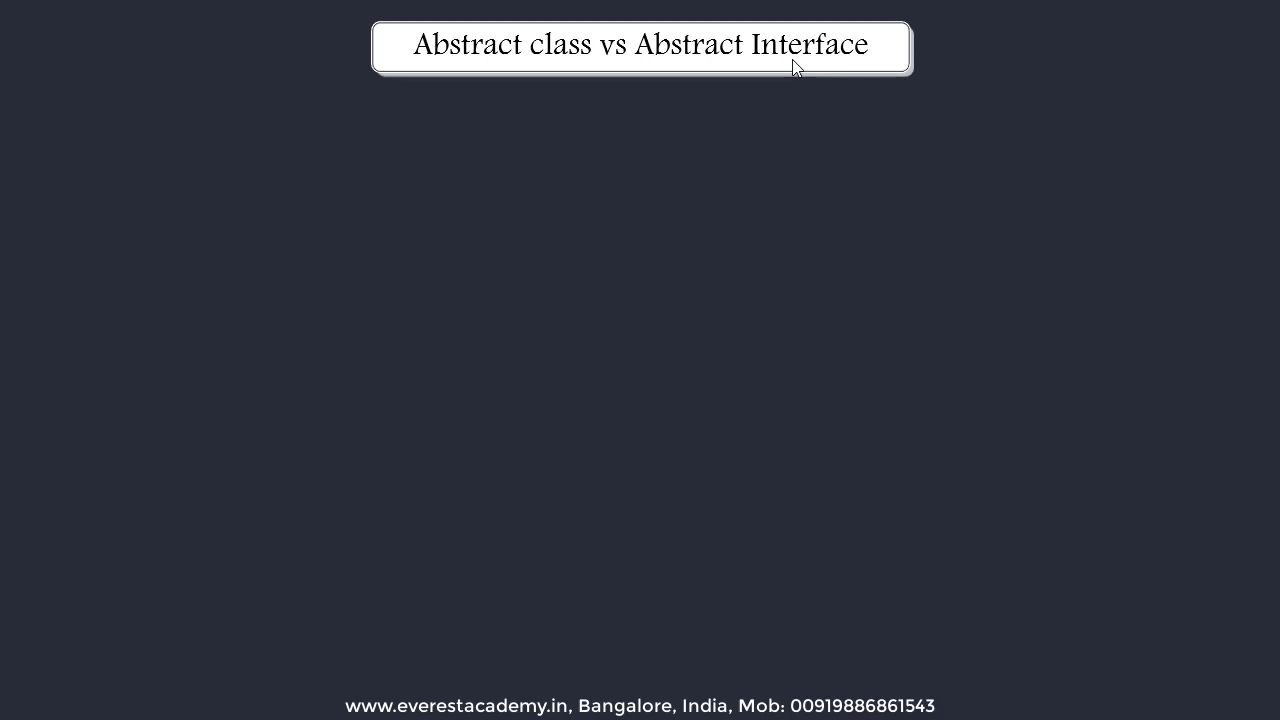 Abstract class vs Abstract Interface
www.everestacademy.in, Bangalore, India, Mob: 00919886861543